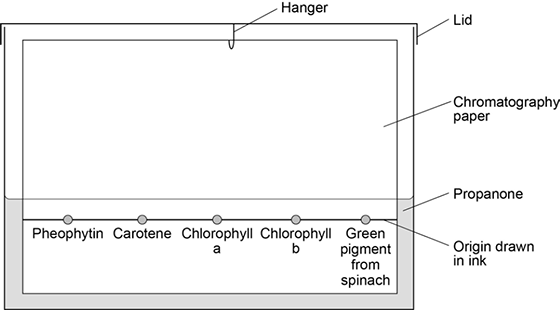 Hanger
Lid
Chromatography
paper
Propanone
Pheophytin
Carotene
Chlorophyll
a
Chlorophyll
b
Green
pigment
from
spinach
Origin drawn
in ink